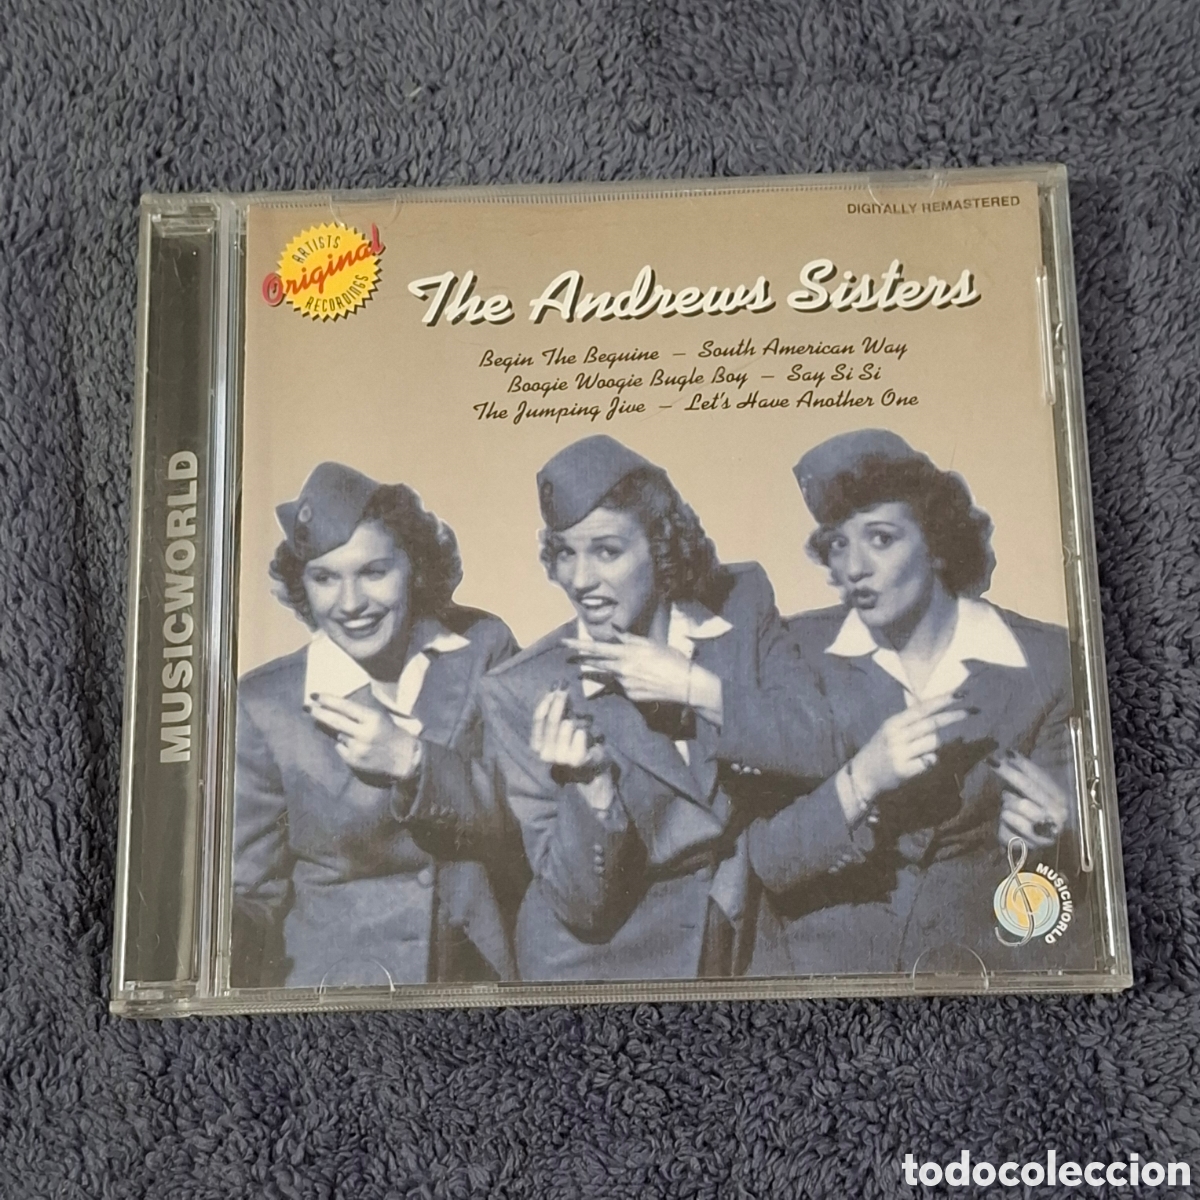 DIGITALLY REMASTERED
ARTISTS
Original
RECORDINGS
The Andrews Sisters
Begin The Beguine – South American Way
Boogie Woogie Bugle Boy – Say Si Si
The Jumping Jive – Let's Have Another One
MUSICWORLD
MUSICWORLD
todocoleccion